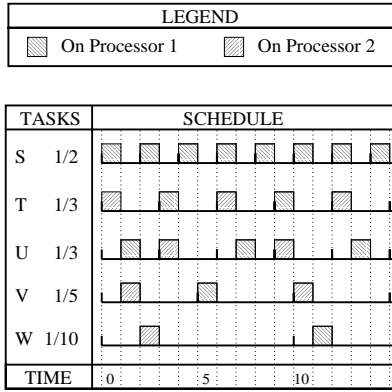 LEGEND
On Processor 1 On Processor 2
TASKS SCHEDULE
S 1/2
T 1/3
U 1/3
V 1/5
W 1/10
TIME 0 5 10